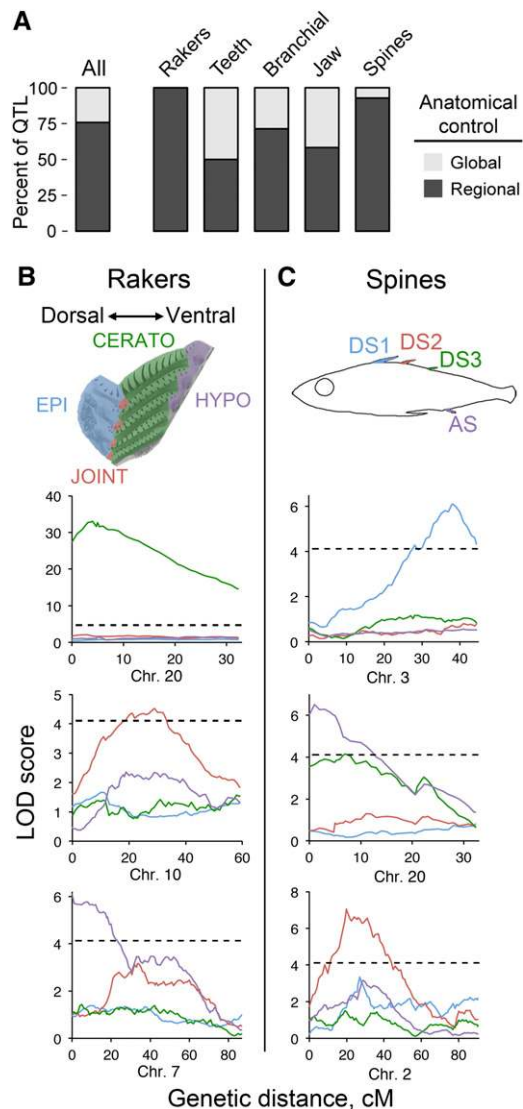 A
All
Rakers
Teeth
Branchial
Jaw
Spines
Percent of QTL
100
75
50
25
0
Anatomical
control
Global
Regional
B
Rakers
Dorsal
Ventral
CERATO
EPI
HYPO
JOINT
C
Spines
DS1
DS2
DS3
AS
LOD score
40
30
20
10
0
0 10 20 30
Chr. 20
6
4
2
0
0 10 20 30 40
Chr. 3
5
4
3
2
1
0
0 20 40 60
Chr. 10
6
4
2
0
0 10 20 30
Chr. 20
6
4
2
0
0 20 40 60 80
Chr. 7
8
6
4
2
0
0 20 40 60 80
Chr. 2
Genetic distance, cM